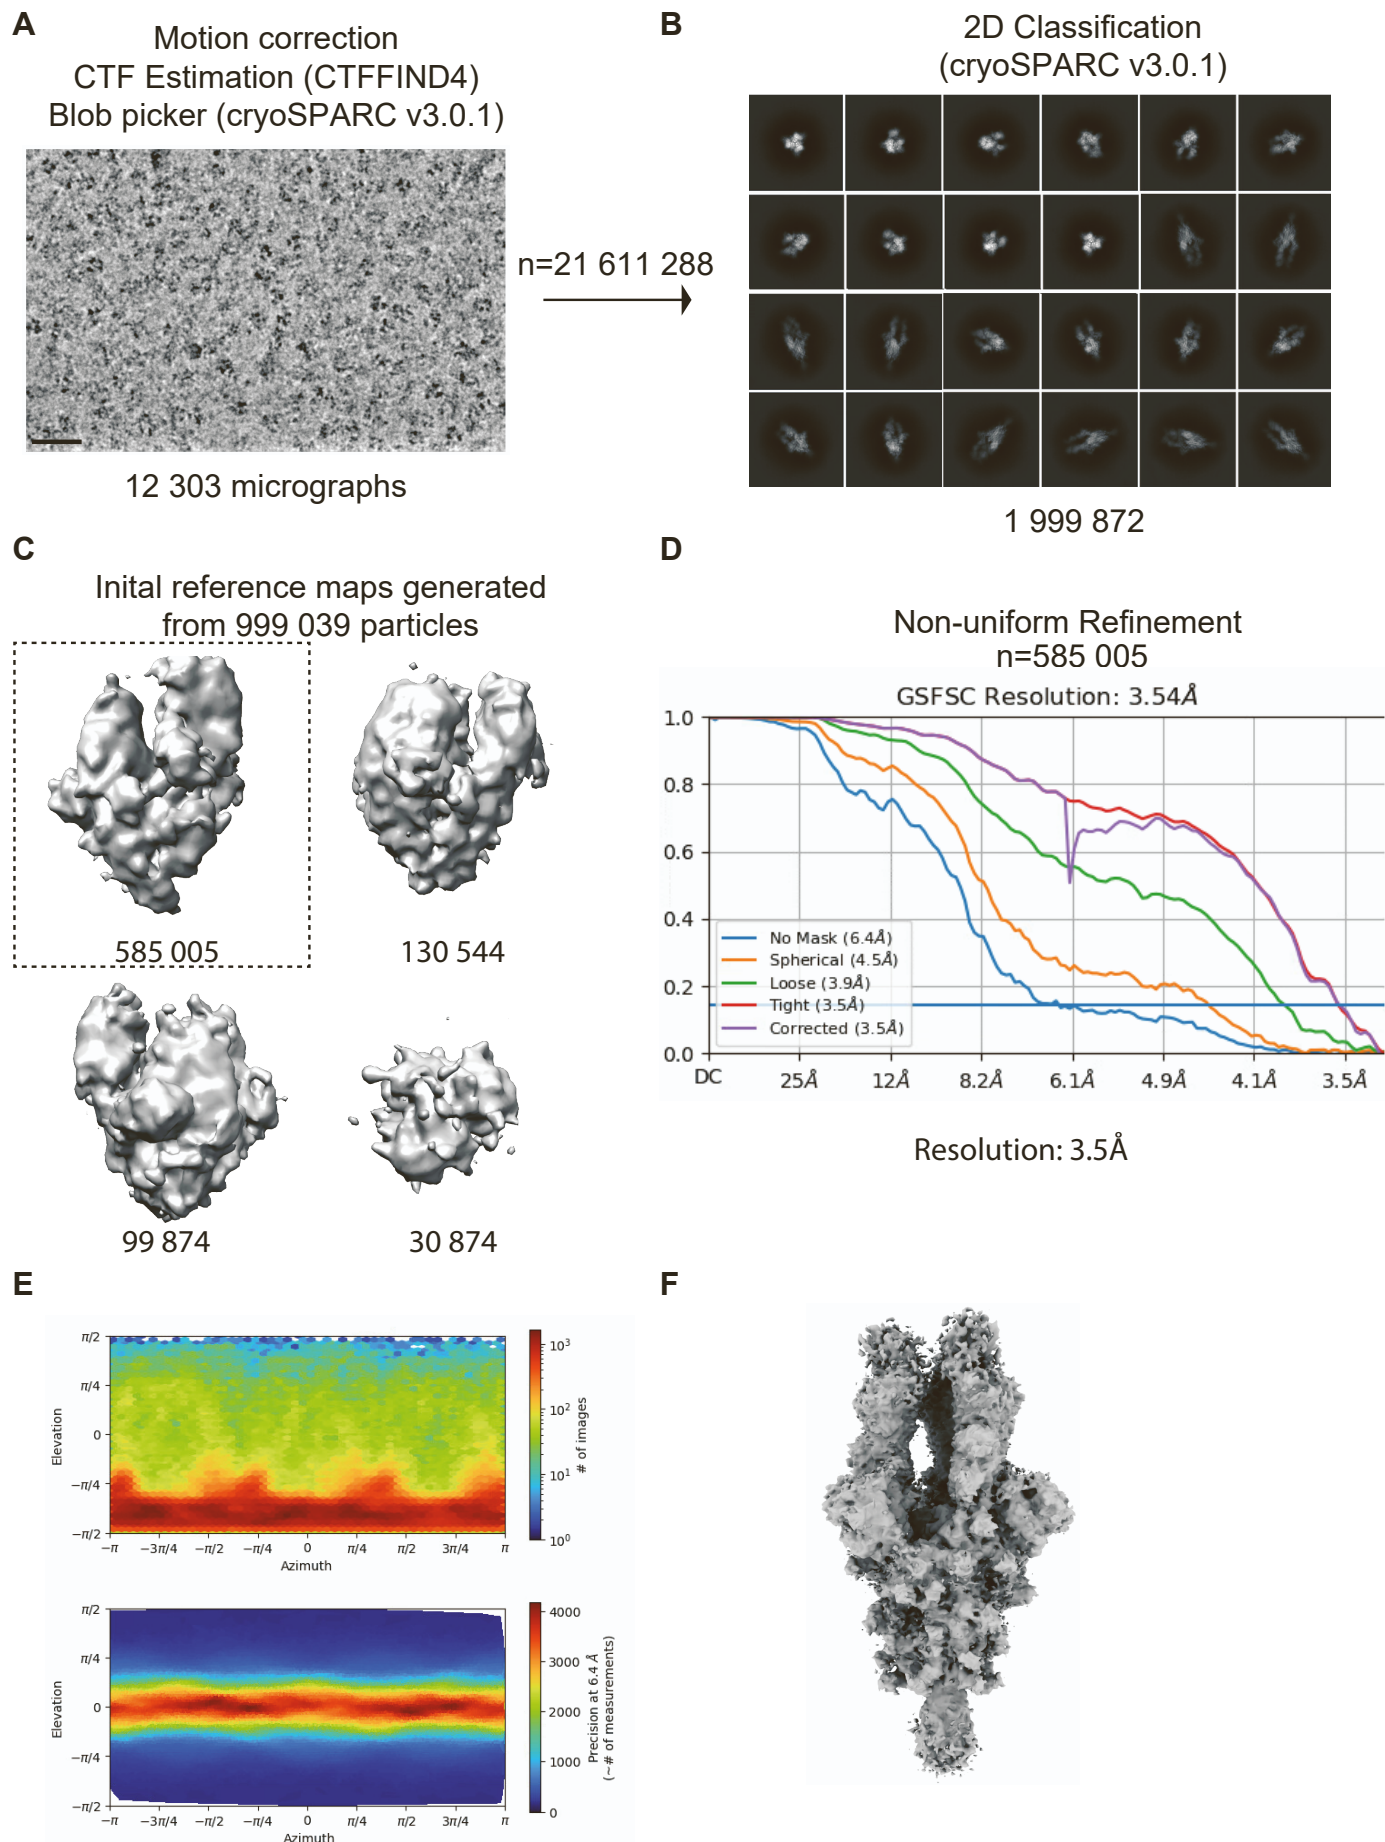 A
Motion correction
CTF Estimation (CTFFIND4)
Blob picker (cryoSPARC v3.0.1)
12 303 micrographs
n=21 611 288
B
2D Classification
(cryoSPARC v3.0.1)
1 999 872
C
Inital reference maps generated
from 999 039 particles
585 005
130 544
99 874
30 874
D
Non-uniform Refinement
n=585 005
GSFSC Resolution: 3.54Å
1.0
0.8
0.6
0.4
0.2
0.0
No Mask (6.4Å)
Spherical (4.5Å)
Loose (3.9Å)
Tight (3.5Å)
Corrected (3.5Å)
DC 25Å 12Å 8.2Å 6.1Å 4.9Å 4.1Å 3.5Å
Resolution: 3.5Å
E
π/2
π/4
0
−π/4
−π/2
Elevation
−π −3π/4 −π/2 −π/4 0 π/4 π/2 3π/4 π
Azimuth
10³
10²
10¹
10⁰
# of images
π/2
π/4
0
−π/4
−π/2
Elevation
−π −3π/4 −π/2 −π/4 0 π/4 π/2 3π/4 π
Azimuth
4000
3000
2000
1000
0
Precision at 6.4 Å
(~# of measurements)
F